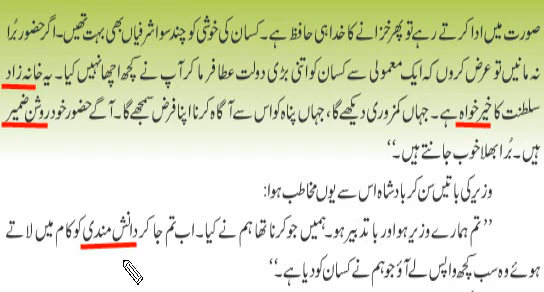 صورت میں ادا کرتے رہے تو پھر خزانے کا خدا ہی حافظ ہے۔ کسان کی خوشی کو چند سو اشرفیاں بھی بہت تھیں۔ اگر حضور بُرا
نہ مانیں تو عرض کروں کہ ایک معمولی سے کسان کو اتنی بڑی دولت عطا فرما کر آپ نے کچھ اچھا نہیں کیا۔ یہ خانہ زاد
سلطنت کا خیر خواہ ہے۔ جہاں کمزوری دیکھے گا، جہاں پناہ کو اس سے آگاہ کرنا اپنا فرض سمجھے گا۔ آگے حضور خود روشن ضمیر
ہیں۔ بُرا بھلا خوب جانتے ہیں۔“
وزیر کی باتیں سن کر بادشاہ اس سے یوں مخاطب ہوا:
”تم ہمارے وزیر ہو اور باتدبیر ہو۔ ہمیں جو کرنا تھا ہم نے کیا۔ اب تم جا کر دانش مندی کو کام میں لاتے
ہوئے وہ سب کچھ واپس لے آؤ جو ہم نے کسان کو دیا ہے۔“